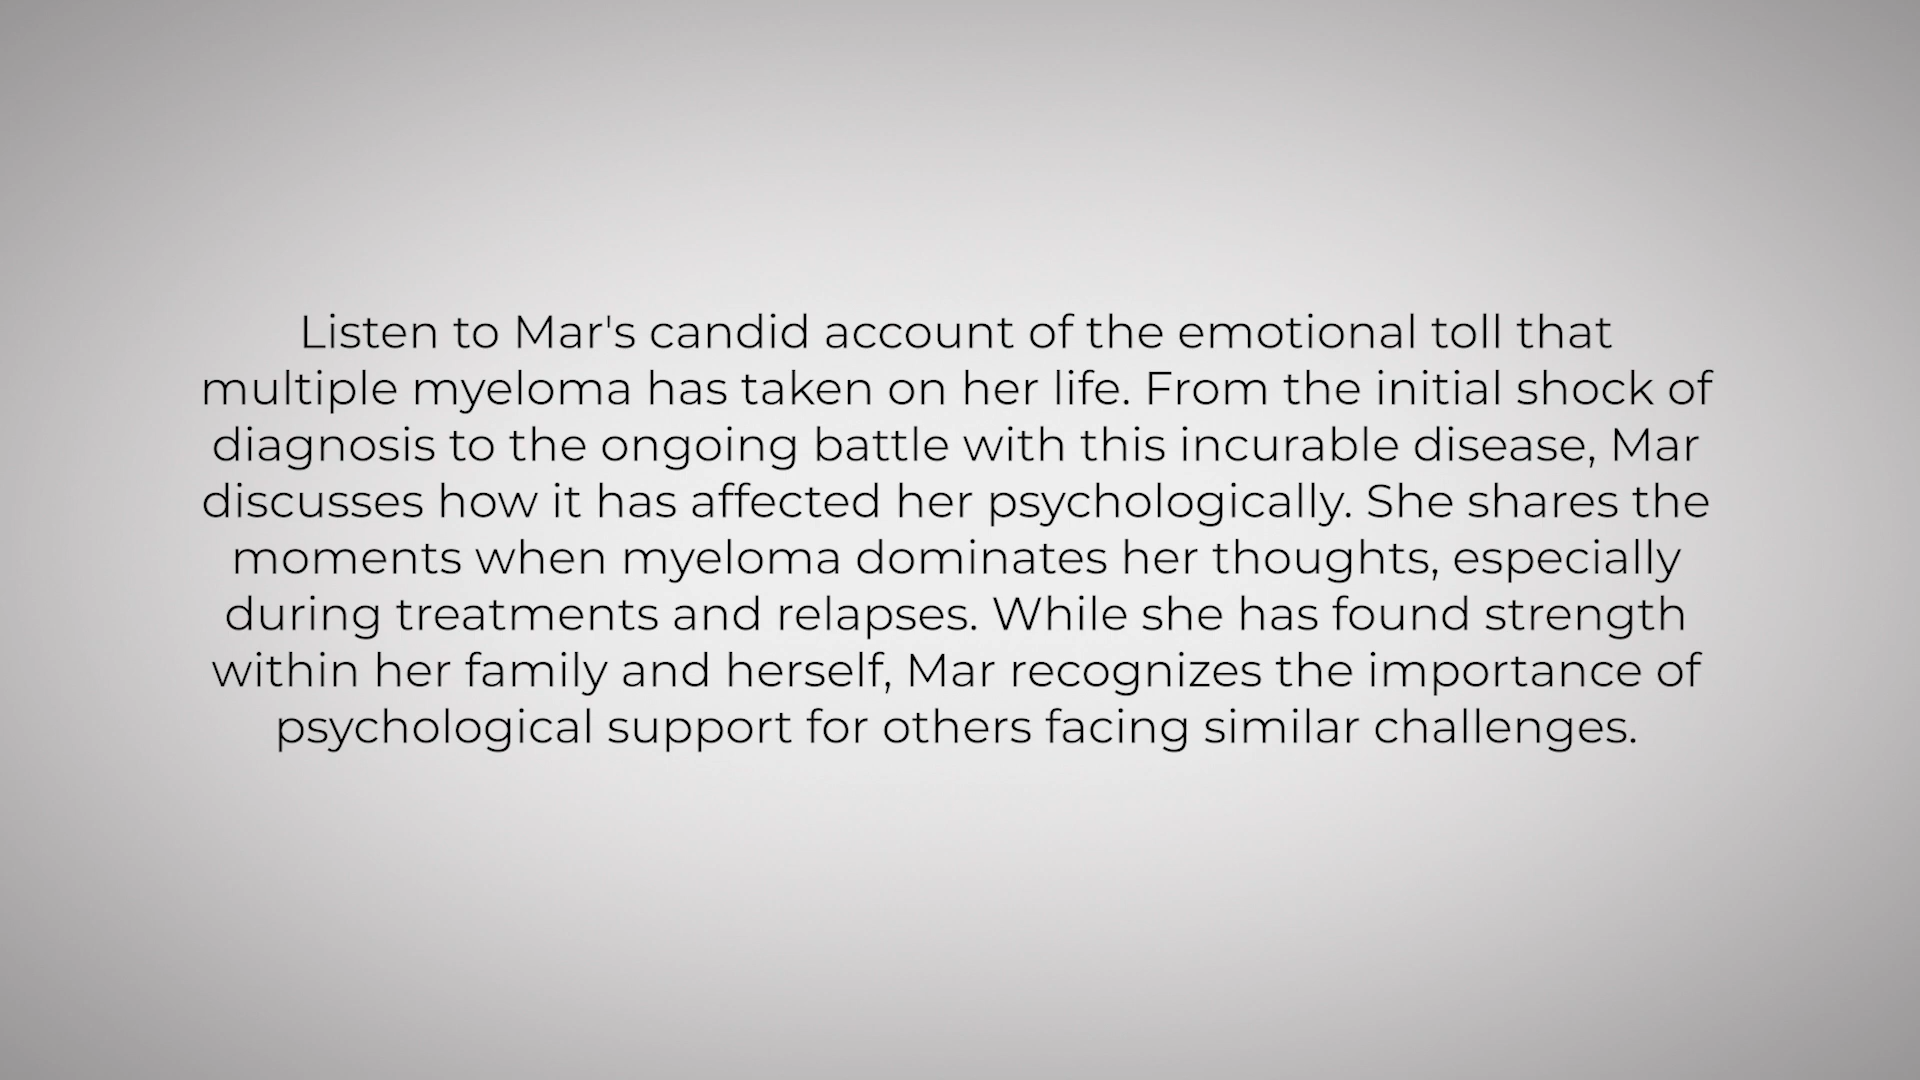 Listen to Mar's candid account of the emotional toll that
multiple myeloma has taken on her life. From the initial shock of
diagnosis to the ongoing battle with this incurable disease, Mar
discusses how it has affected her psychologically. She shares the
moments when myeloma dominates her thoughts, especially
during treatments and relapses. While she has found strength
within her family and herself, Mar recognizes the importance of
psychological support for others facing similar challenges.